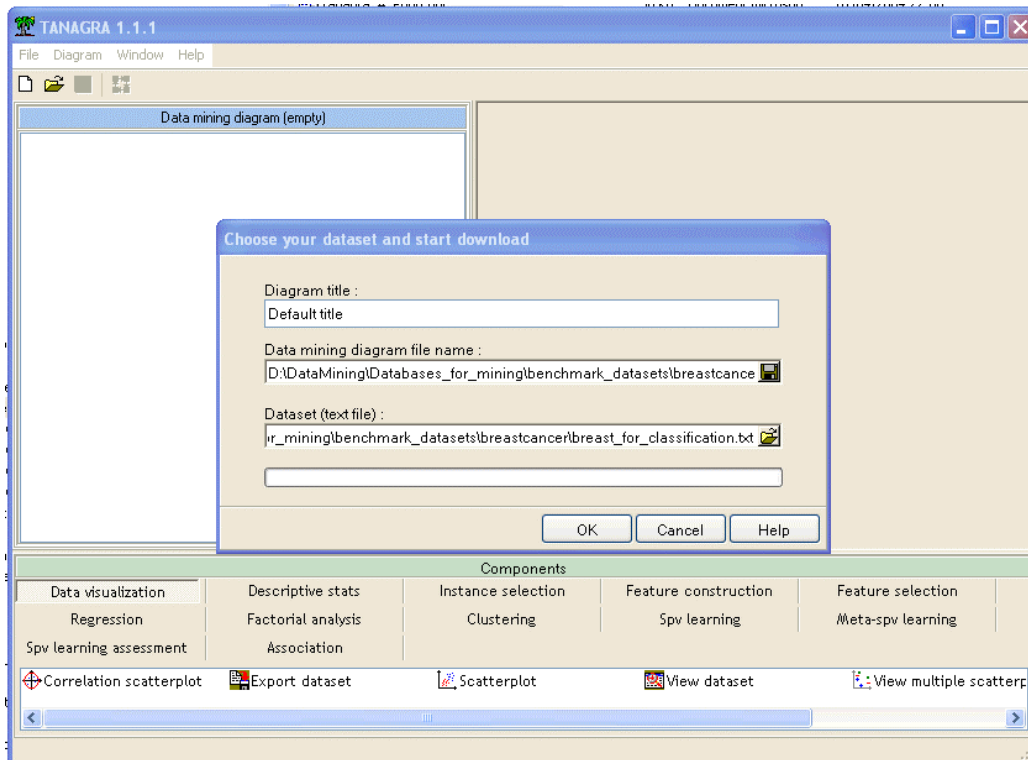 TANAGRA 1.1.1
File Diagram Window Help
Data mining diagram (empty)
Choose your dataset and start download
Diagram title :
Default title
Data mining diagram file name :
D:\DataMining\Databases_for_mining\benchmark_datasets\breastcance
Dataset (text file) :
r_mining\benchmark_datasets\breastcancer\breast_for_classification.txt
OK Cancel Help
Components
Data visualization Descriptive stats Instance selection Feature construction Feature selection
Regression Factorial analysis Clustering Spv learning Meta-spv learning
Spv learning assessment Association
Correlation scatterplot Export dataset Scatterplot View dataset View multiple scatterp